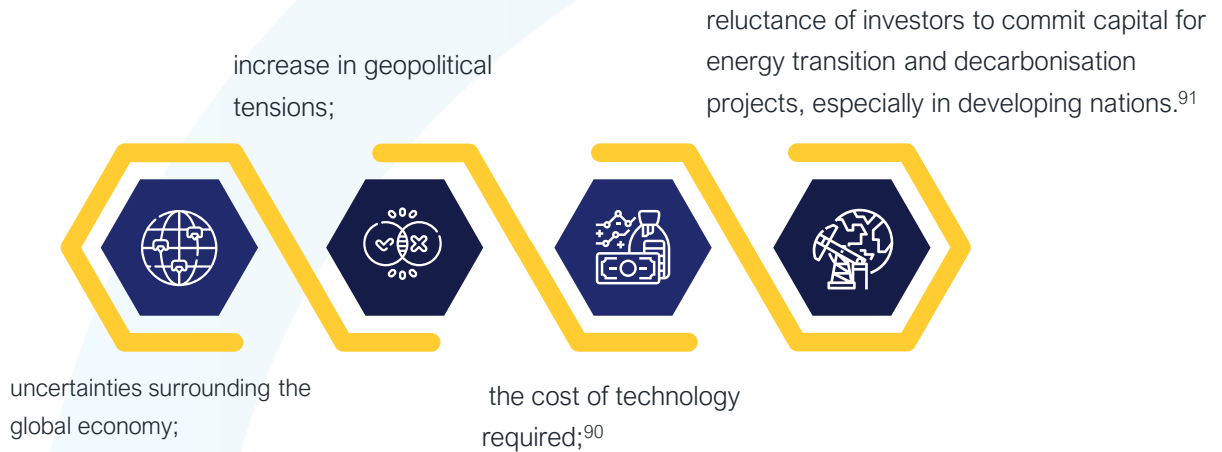 uncertainties surrounding the
global economy;
increase in geopolitical
tensions;
the cost of technology
required;90
reluctance of investors to commit capital for
energy transition and decarbonisation
projects, especially in developing nations.91